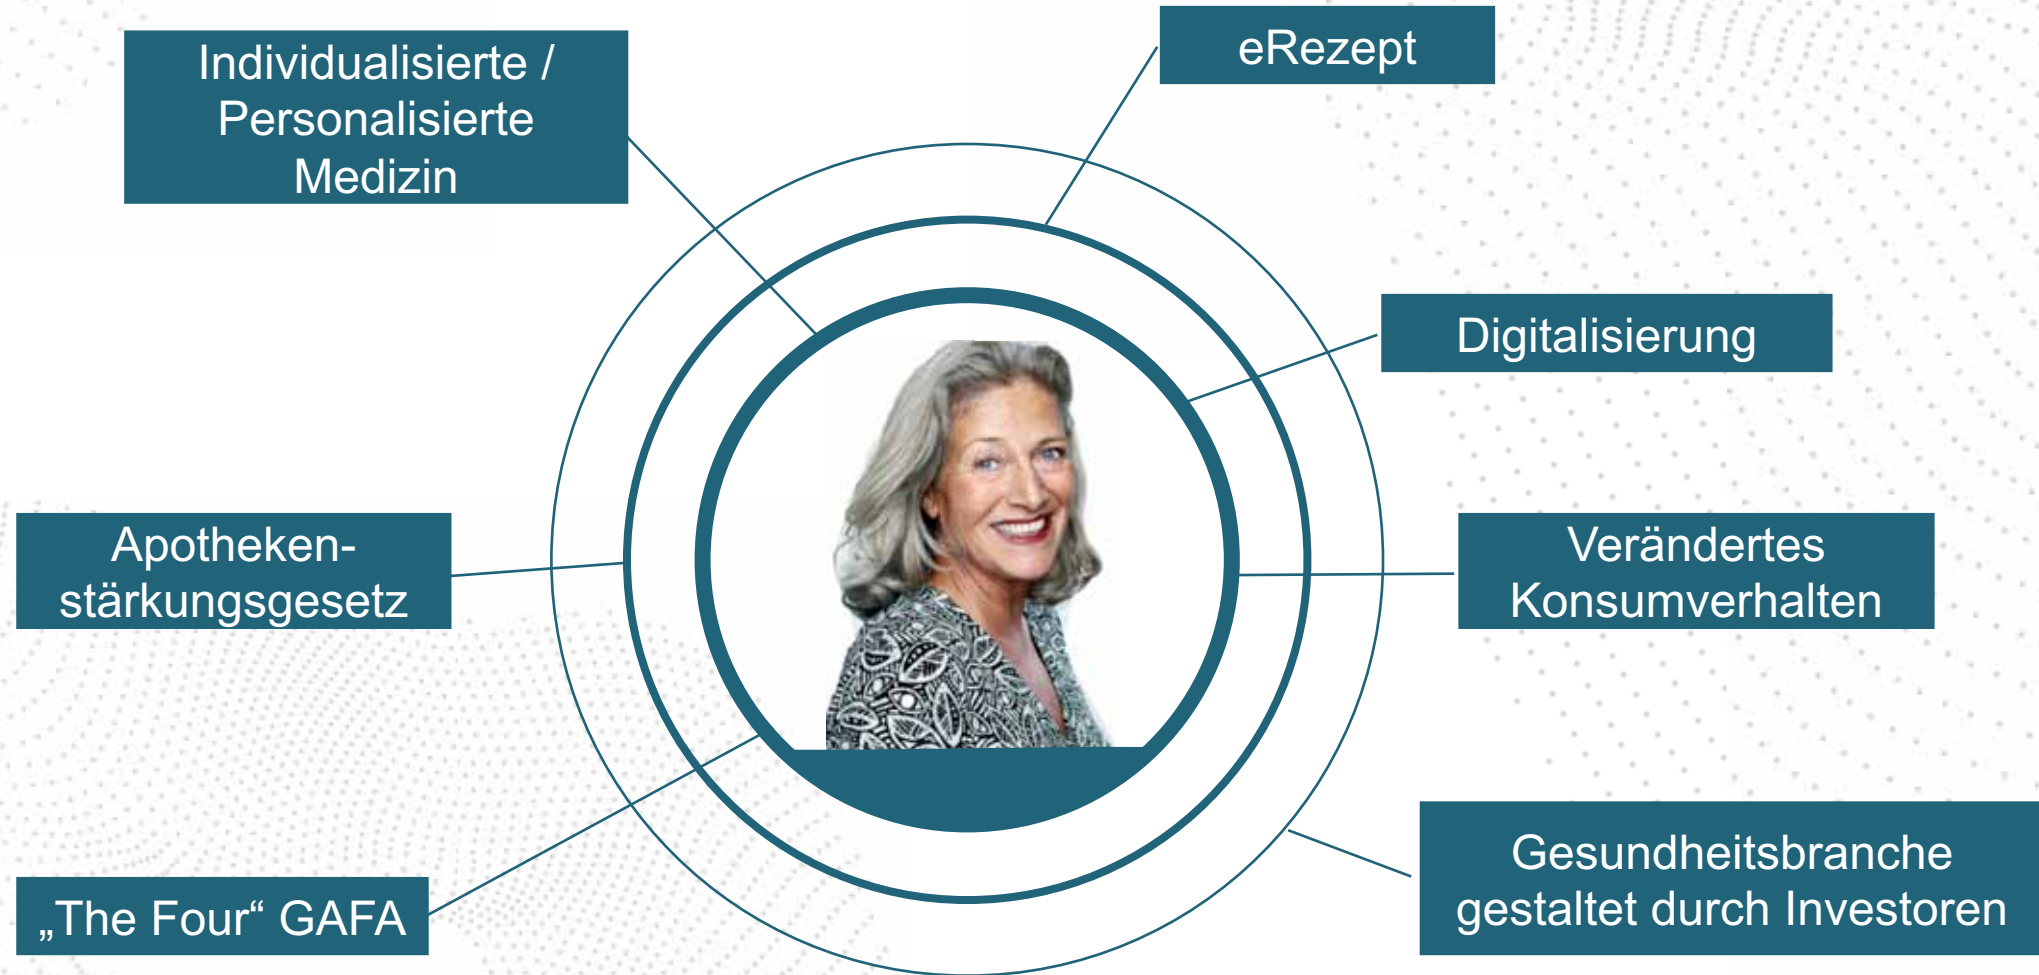 Individualisierte /
Personalisierte
Medizin
eRezept
Digitalisierung
Apotheken-
stärkungsgesetz
Verändertes
Konsumverhalten
„The Four“ GAFA
Gesundheitsbranche
gestaltet durch Investoren